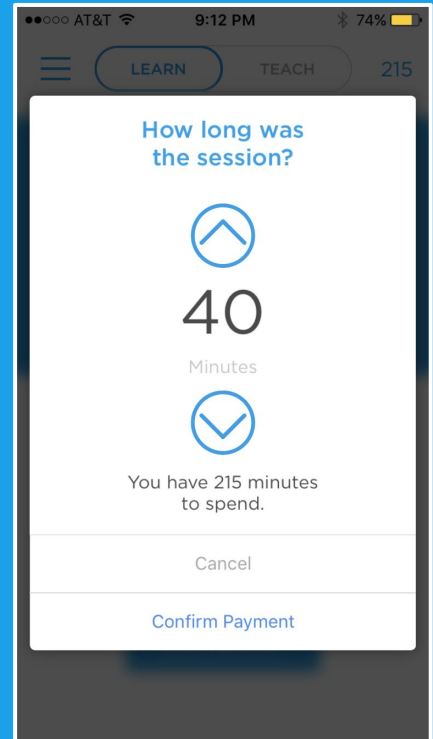 AT&T 9:12 PM 74%
LEARN TEACH 215
How long was
the session?
40
Minutes
You have 215 minutes
to spend.
Cancel
Confirm Payment